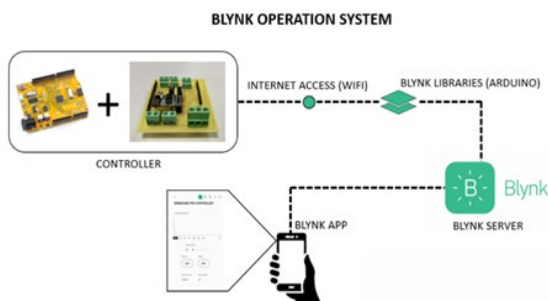 BLYNK OPERATION SYSTEM
INTERNET ACCESS (WIFI)
BLYNK LIBRARIES (ARDUINO)
CONTROLLER
B
Blynk
BLYNK APP
BLYNK SERVER